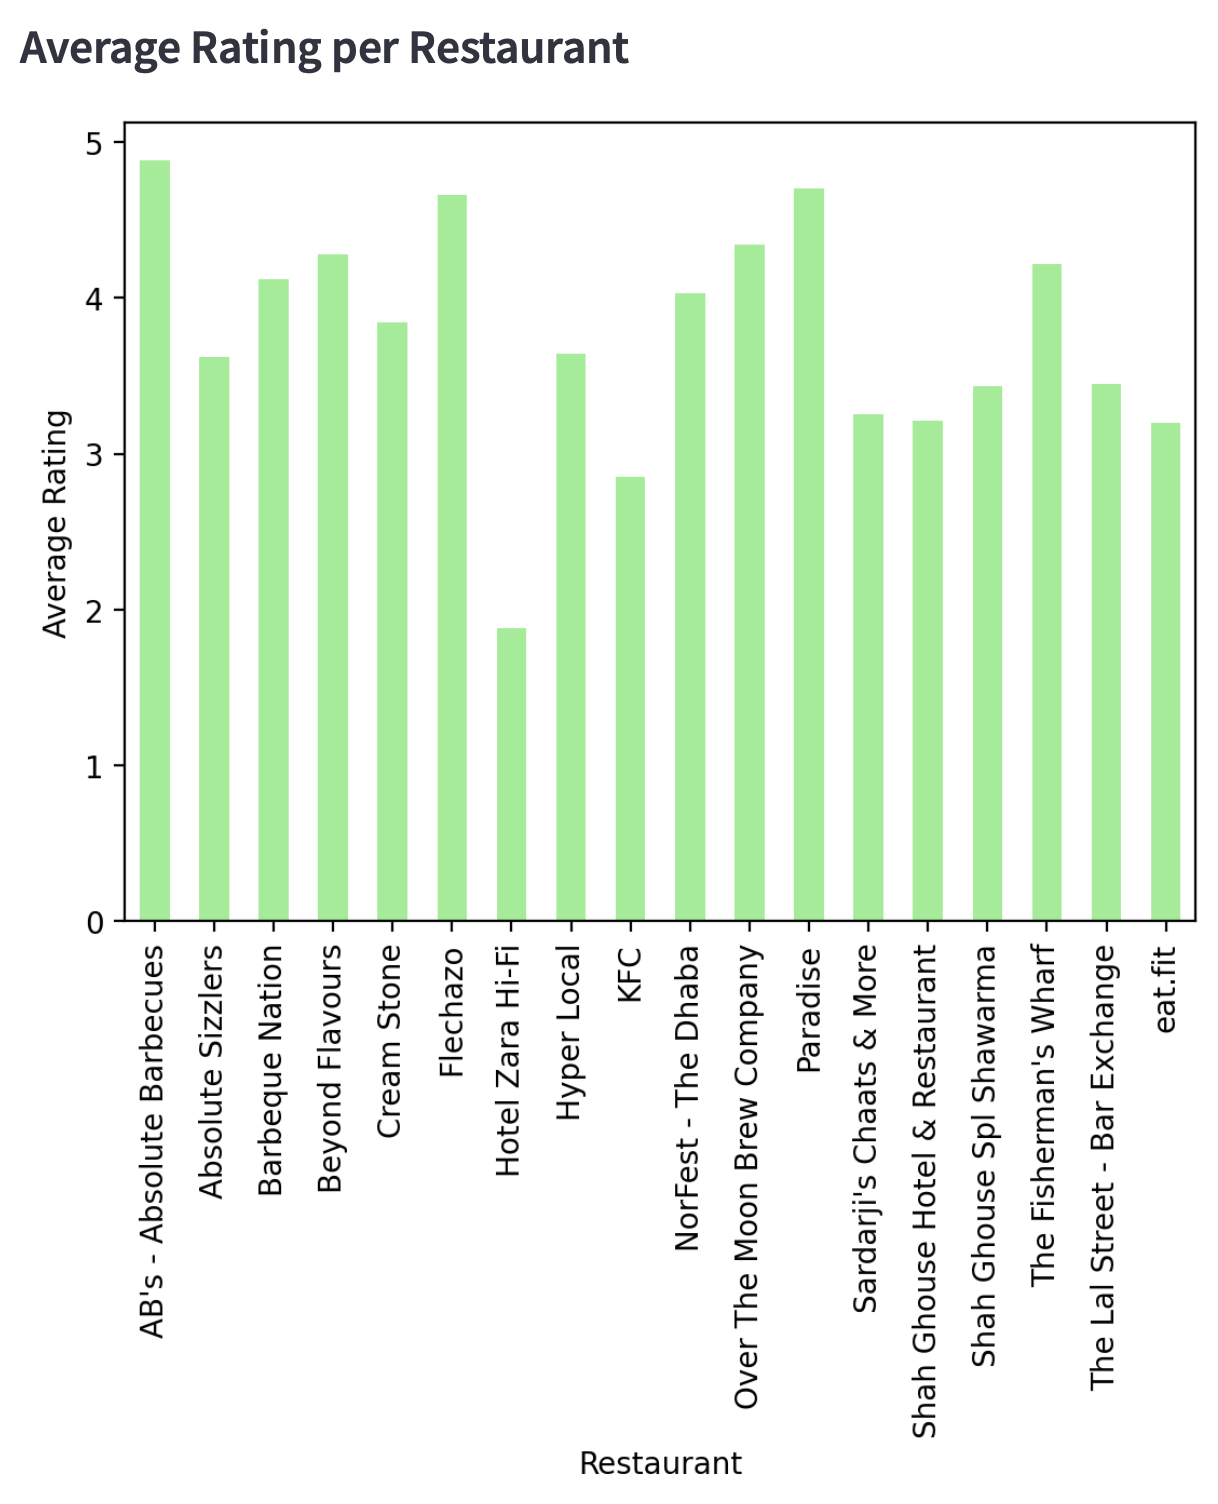 Average Rating per Restaurant
5
4
3
2
1
0
Average Rating
AB's - Absolute Barbecues
Absolute Sizzlers
Barbeque Nation
Beyond Flavours
Cream Stone
Flechazo
Hotel Zara Hi-Fi
Hyper Local
KFC
NorFest - The Dhaba
Over The Moon Brew Company
Paradise
Sardarji's Chaats & More
Shah Ghouse Hotel & Restaurant
Shah Ghouse Spl Shawarma
The Fisherman's Wharf
The Lal Street - Bar Exchange
eat.fit
Restaurant